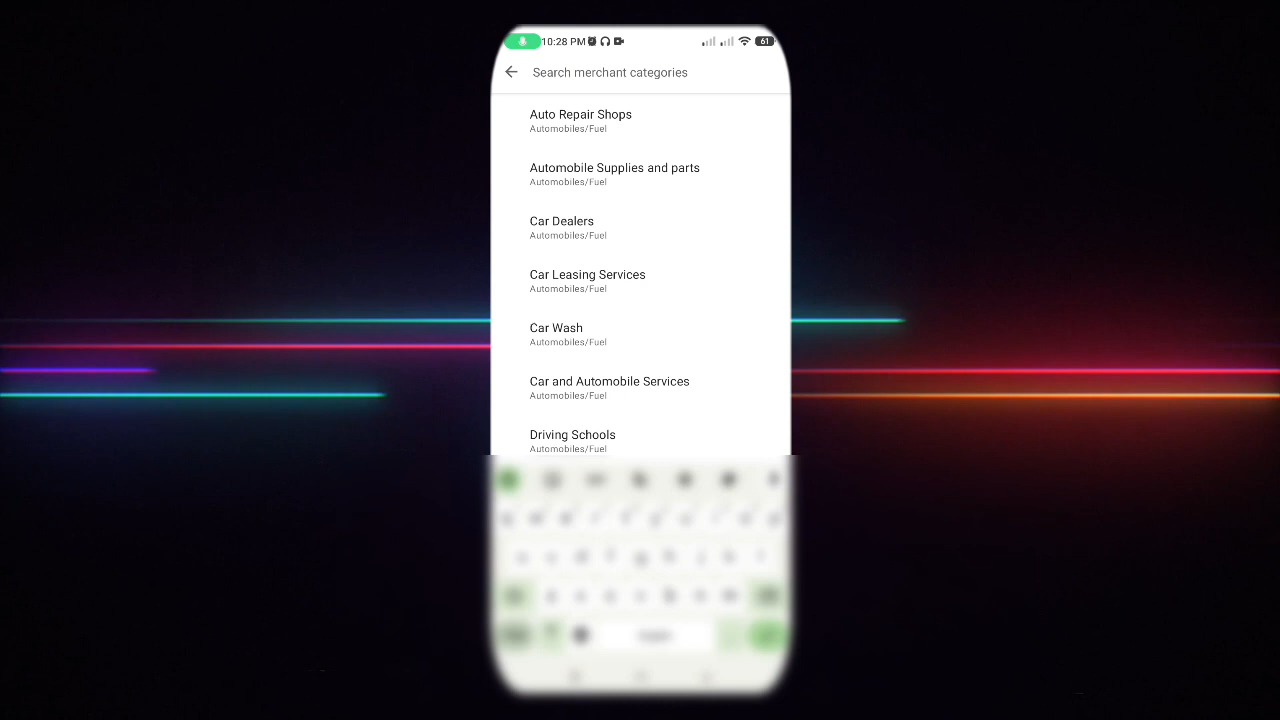 10:28 PM 61
Search merchant categories
Auto Repair Shops
Automobiles/Fuel
Automobile Supplies and parts
Automobiles/Fuel
Car Dealers
Automobiles/Fuel
Car Leasing Services
Automobiles/Fuel
Car Wash
Automobiles/Fuel
Car and Automobile Services
Automobiles/Fuel
Driving Schools
Automobiles/Fuel